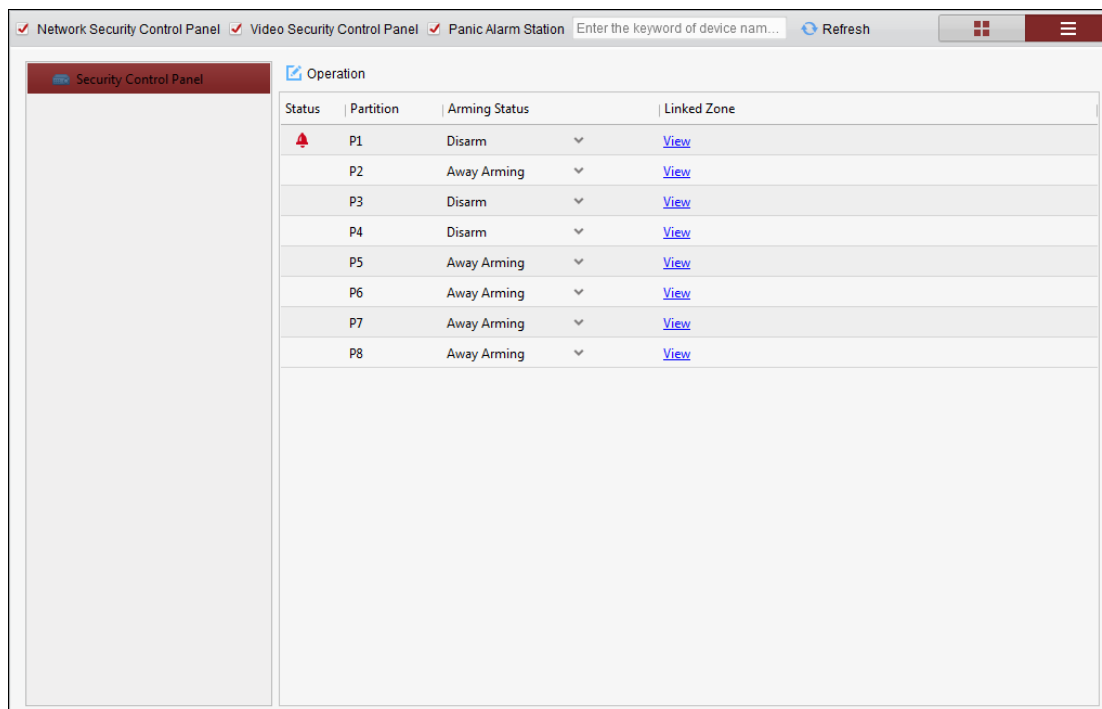 Network Security Control Panel Video Security Control Panel Panic Alarm Station Enter the keyword of device nam... Refresh
Security Control Panel
Operation
Status Partition Arming Status Linked Zone
P1 Disarm View
P2 Away Arming View
P3 Disarm View
P4 Disarm View
P5 Away Arming View
P6 Away Arming View
P7 Away Arming View
P8 Away Arming View